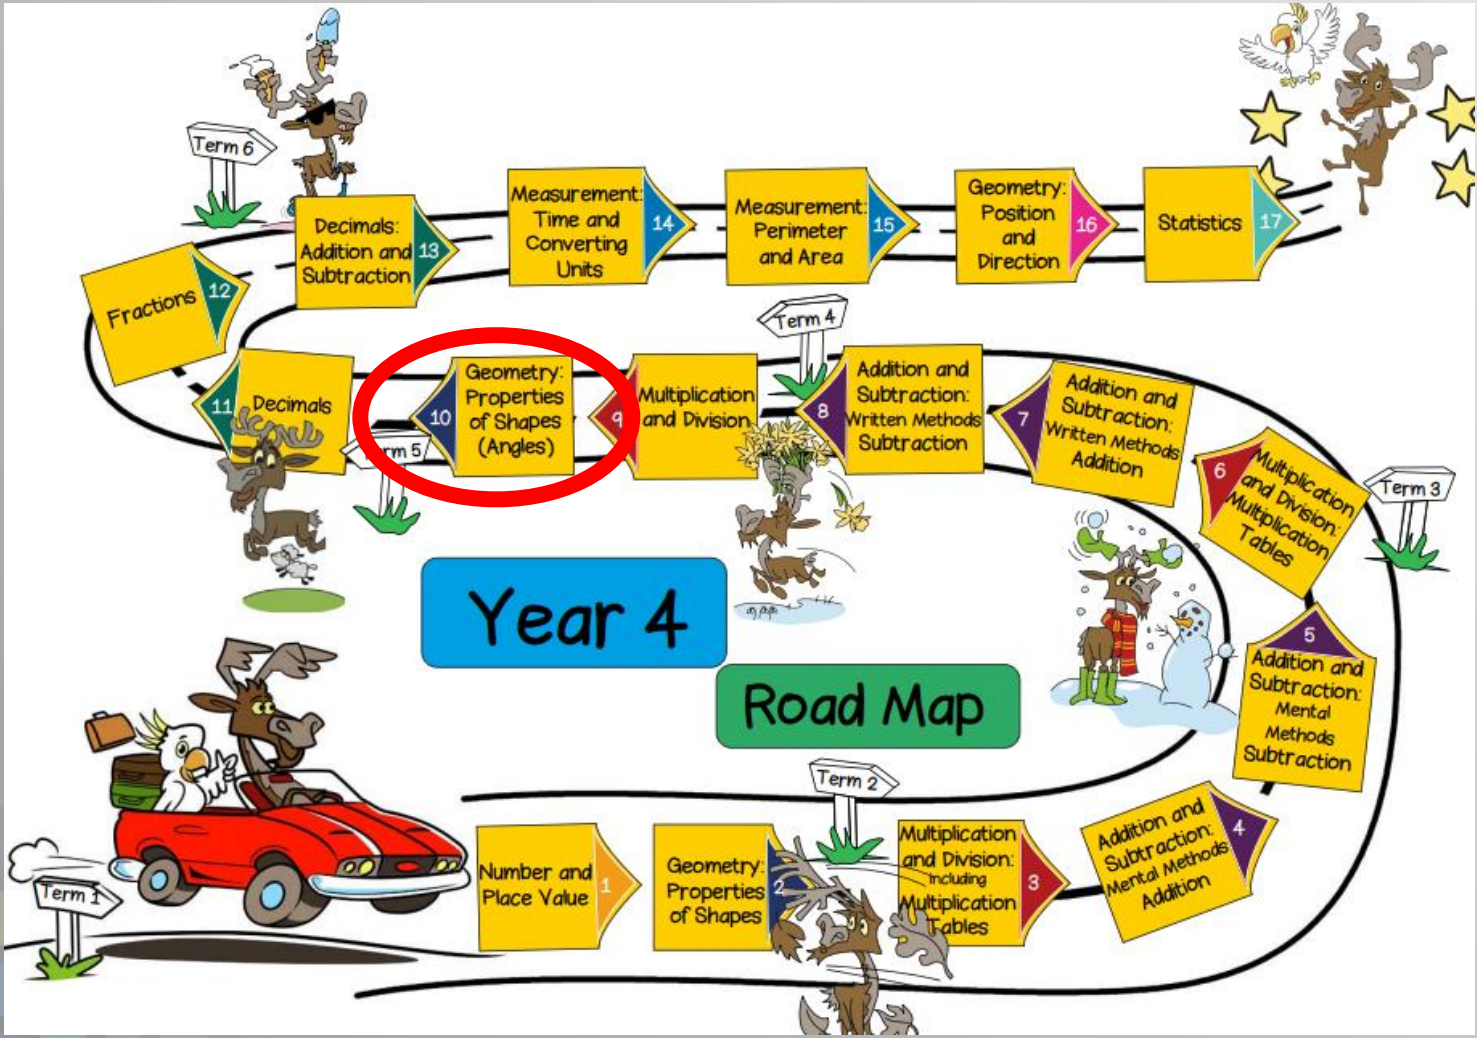 Term 6
Decimals:
Addition and
Subtraction
13
Measurement:
Time and
Converting
Units
14
Measurement:
Perimeter
and Area
15
Geometry:
Position
and
Direction
16
Statistics
17
Fractions
12
11
Decimals
rm 5
10
Geometry:
Properties
of Shapes
(Angles)
9
Multiplication
and Division
Term 4
8
Addition and
Subtraction:
Written Methods
Subtraction
7
Addition and
Subtraction:
Written Methods
Addition
6
Multiplication
and Division:
Multiplication
Tables
Term 3
5
Addition and
Subtraction:
Mental
Methods
Subtraction
Year 4
Road Map
4
Addition and
Subtraction:
Mental Methods
Addition
Term 2
Multiplication
and Division:
including
Multiplication
Tables
3
Geometry:
Properties
of Shapes
2
Number and
Place Value
1
Term 1